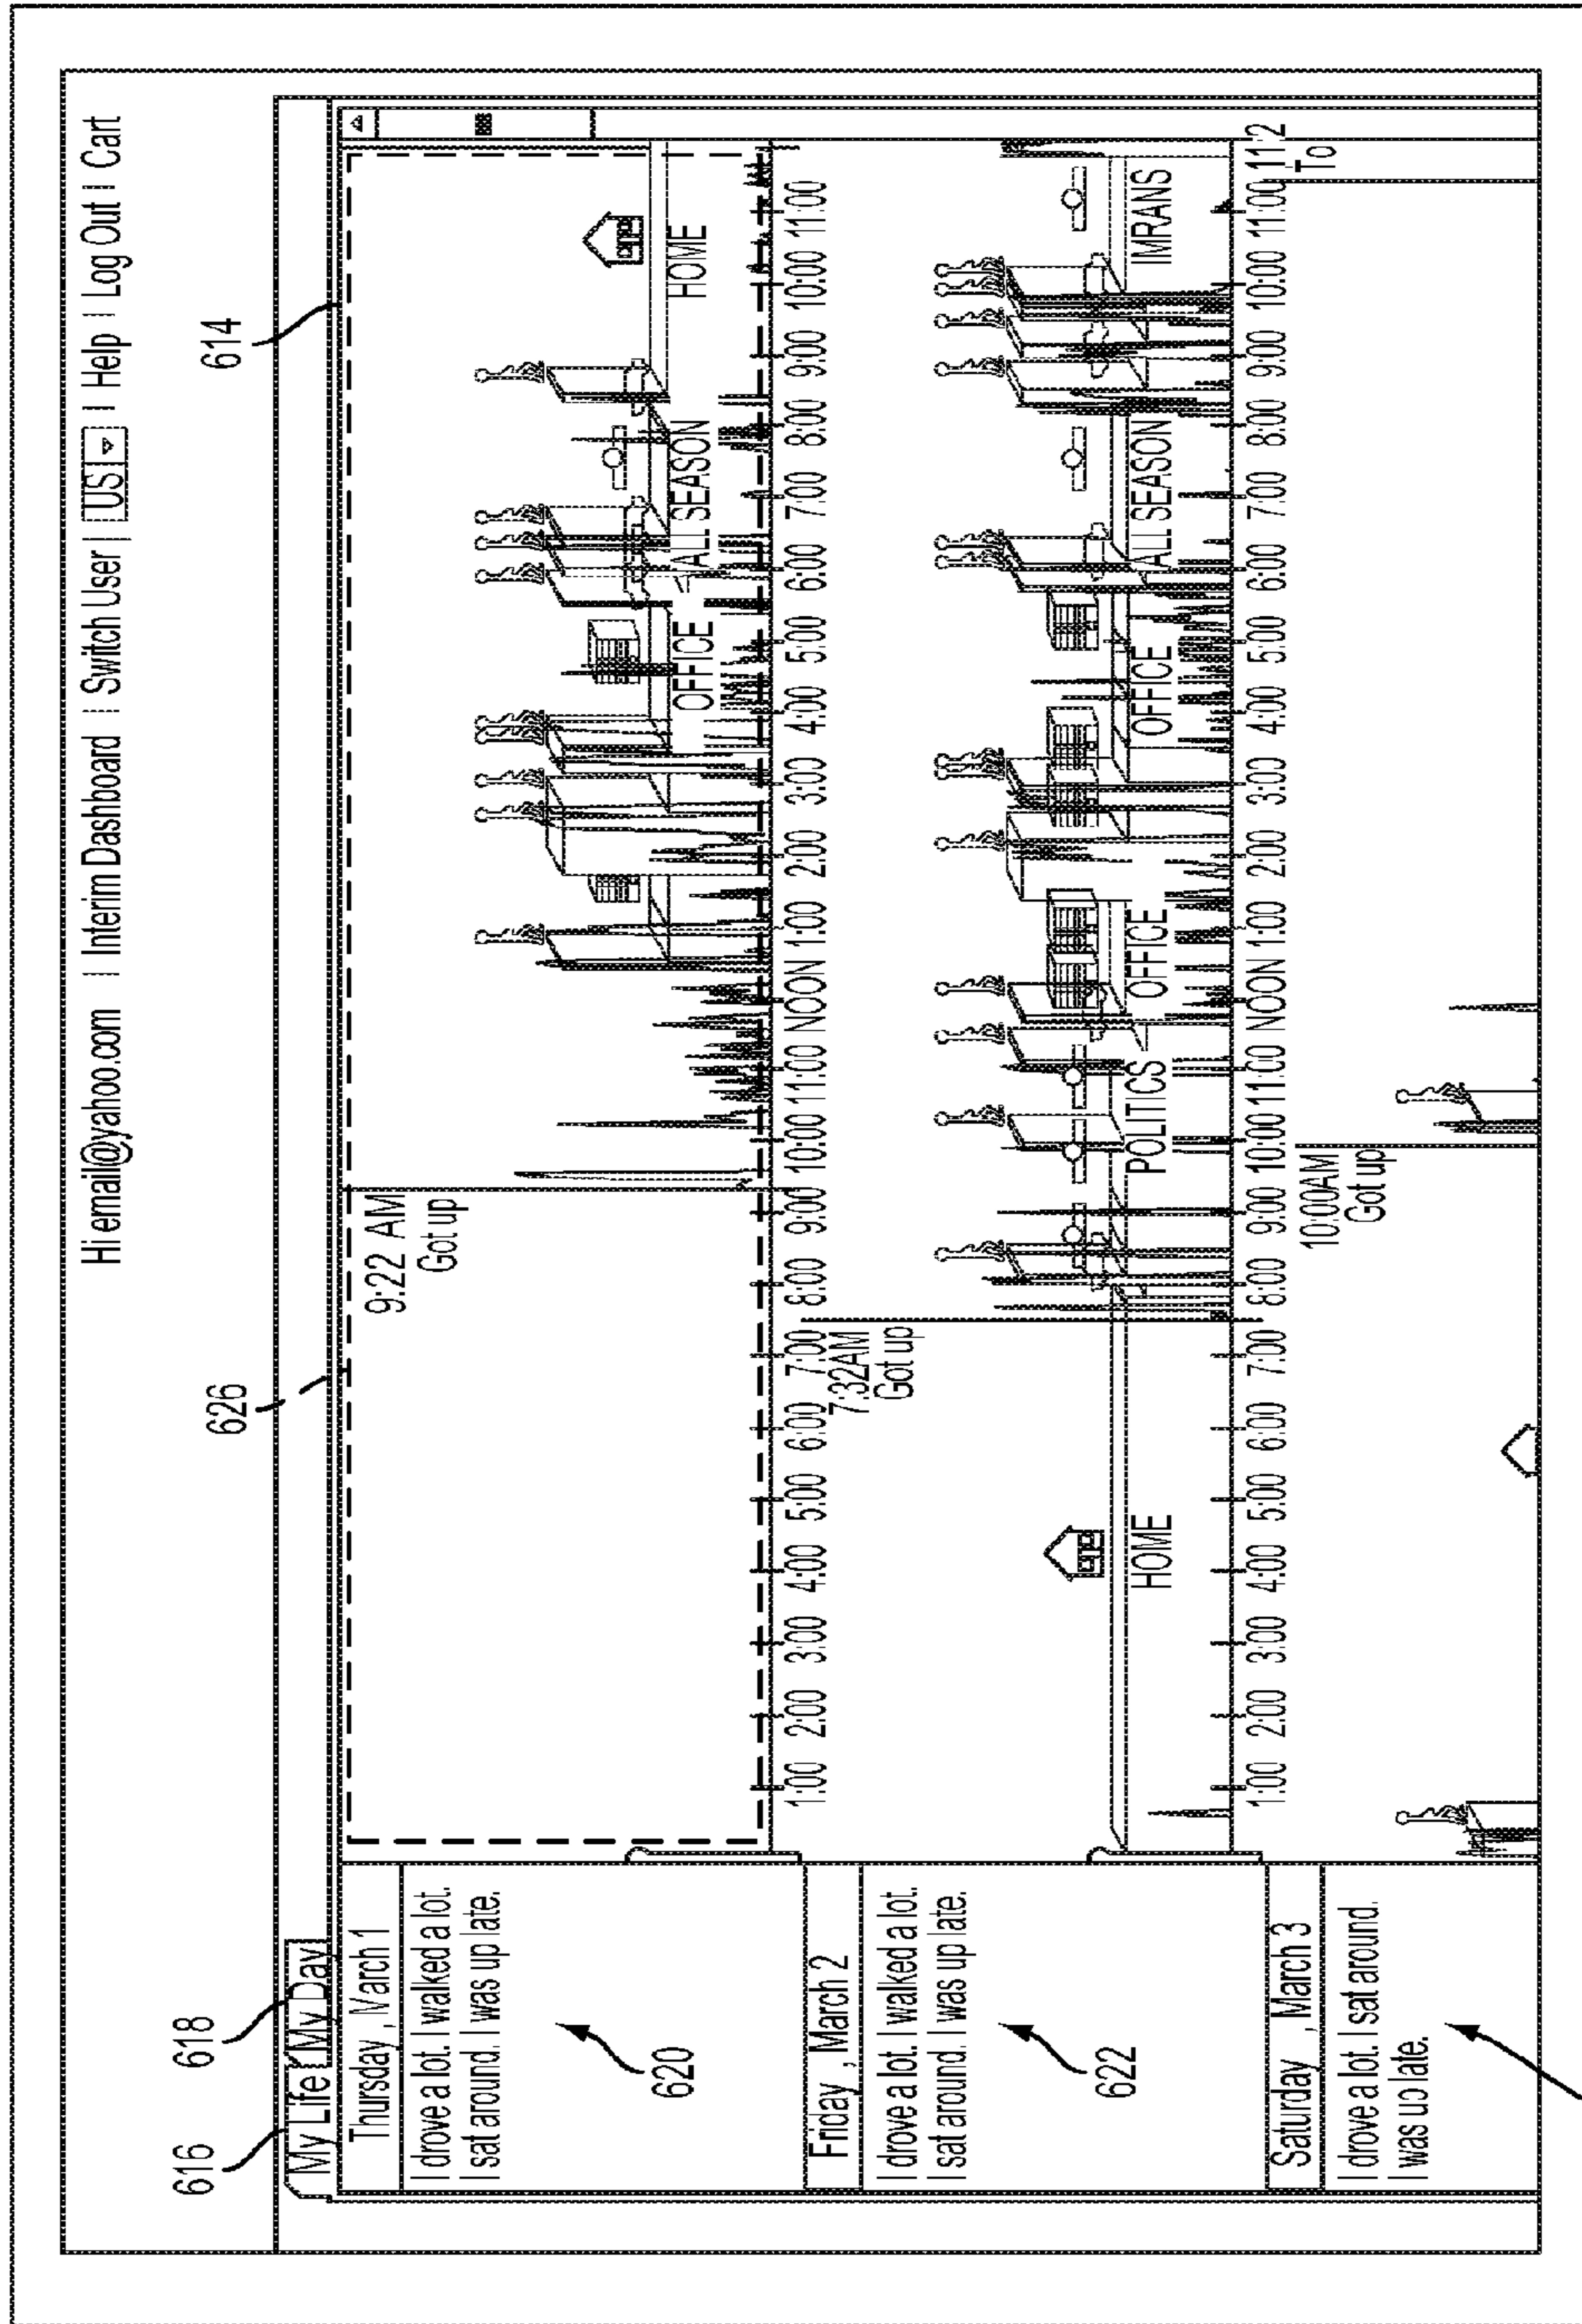 Hi email@yahoo.com | Interim Dashboard | Switch User | US | Help | Log Out | Cart
614
626
616
618
My Life
My Day
Thursday, March 1
I drove a lot. I walked a lot.
I sat around. I was up late.
620
9:22 AM
Got up
OFFICE
ALL SEASON
HOME
1:00 2:00 3:00 4:00 5:00 6:00 7:00 8:00 9:00 10:00 11:00 NOON 1:00 2:00 3:00 4:00 5:00 6:00 7:00 8:00 9:00 10:00 11:00
Friday, March 2
I drove a lot. I walked a lot.
I sat around. I was up late.
622
7:32AM
Got up
HOME
POLITICS
OFFICE
OFFICE
ALL SEASON
IMRANS
1:00 2:00 3:00 4:00 5:00 6:00 7:00 8:00 9:00 10:00 11:00 NOON 1:00 2:00 3:00 4:00 5:00 6:00 7:00 8:00 9:00 10:00 11:00 112
Saturday, March 3
I drove a lot. I sat around.
I was up late.
10:00AM
Got up
To